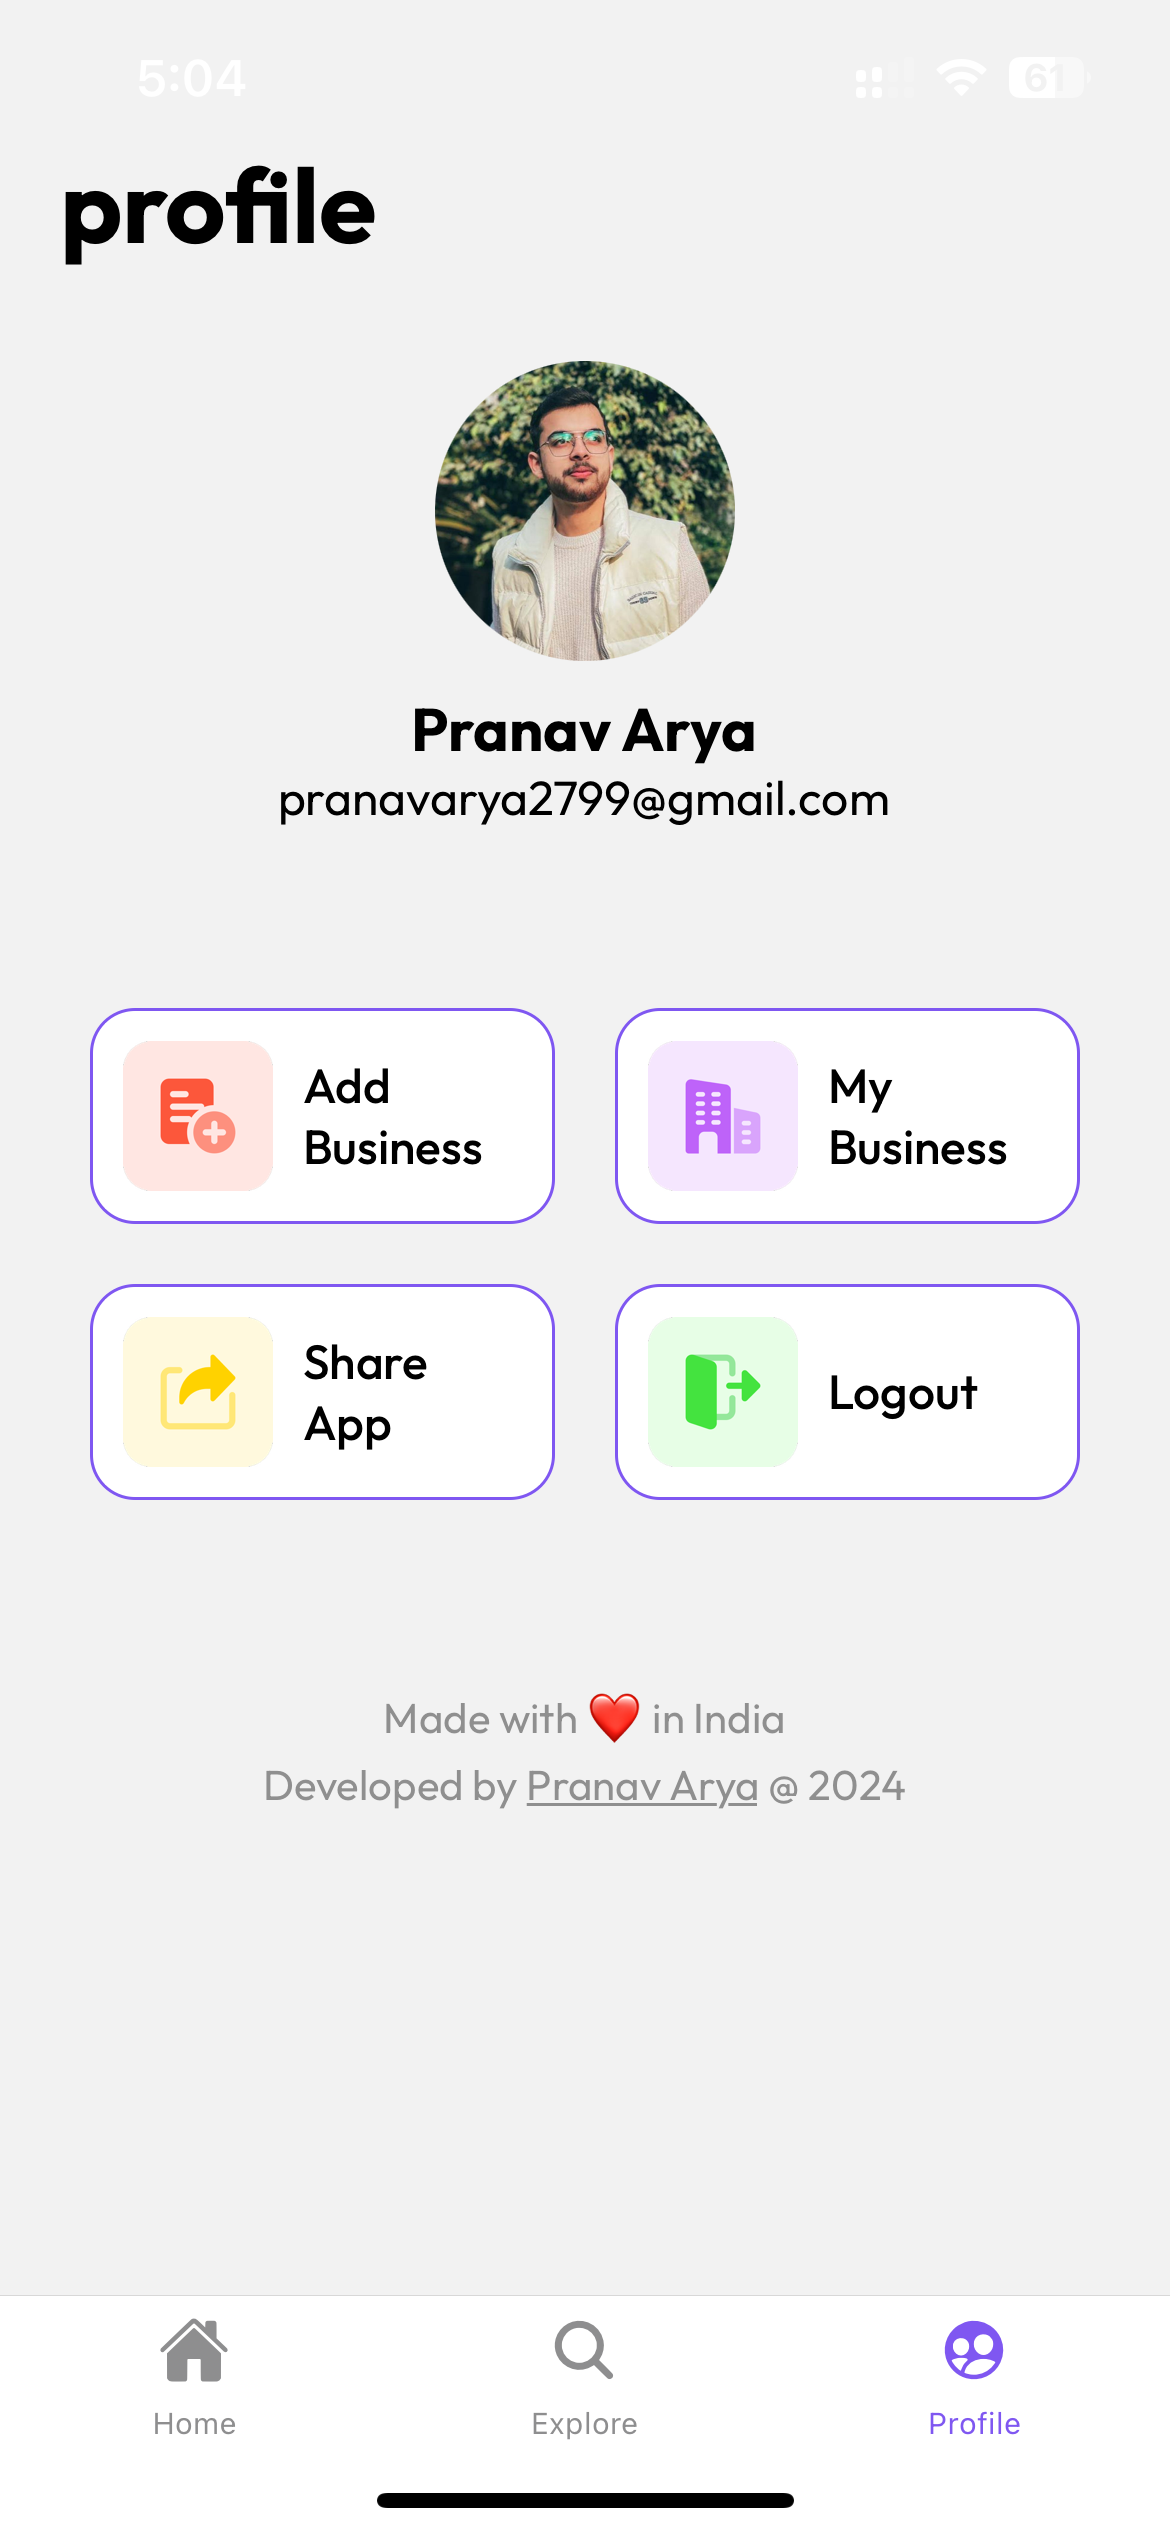 5:04
61
profile
Pranav Arya
pranavarya2799@gmail.com
Add
Business
My
Business
Share
App
Logout
Made with ❤️ in India
Developed by Pranav Arya @ 2024
Home
Explore
Profile